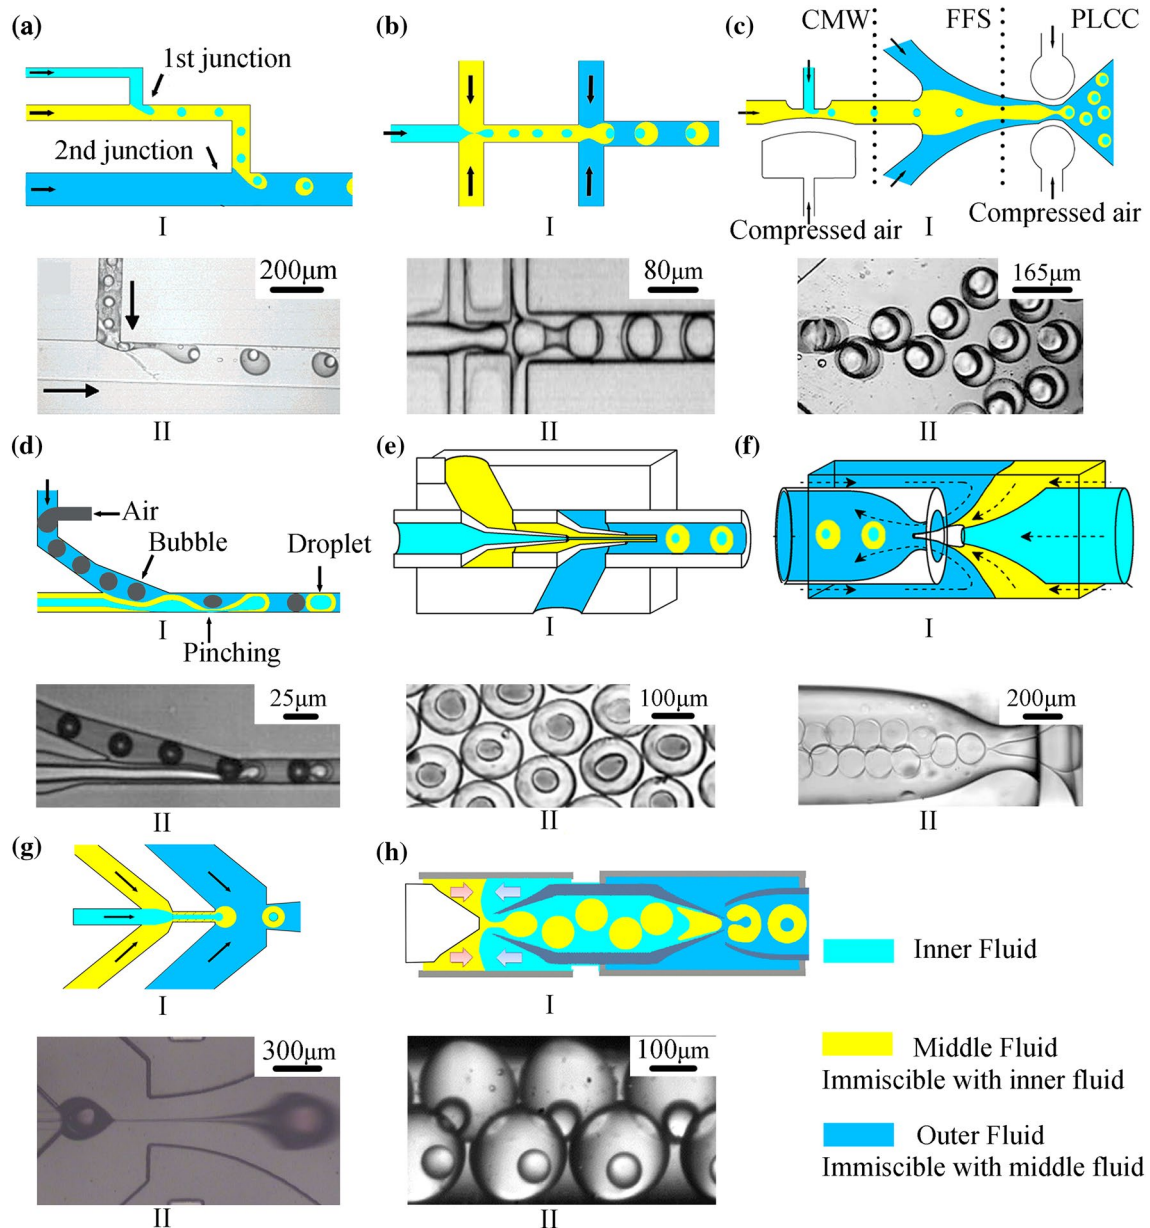 (a)
1st junction
2nd junction
I
200μm
II
(b)
I
80μm
II
(c)
CMW
FFS
PLCC
Compressed air
I
Compressed air
165μm
II
(d)
Air
Bubble
Droplet
I
Pinching
25μm
II
(e)
I
100μm
II
(f)
I
200μm
II
(g)
I
300μm
II
(h)
I
100μm
II
Inner Fluid
Middle Fluid
Immiscible with inner fluid
Outer Fluid
Immiscible with middle fluid